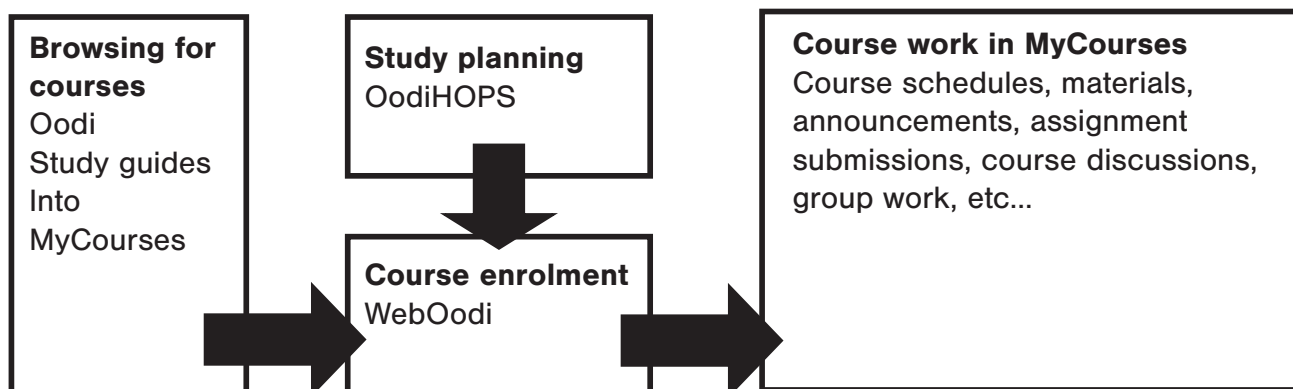 Browsing for
courses
Oodi
Study guides
Into
MyCourses
Study planning
OodiHOPS
Course enrolment
WebOodi
Course work in MyCourses
Course schedules, materials,
announcements, assignment
submissions, course discussions,
group work, etc...